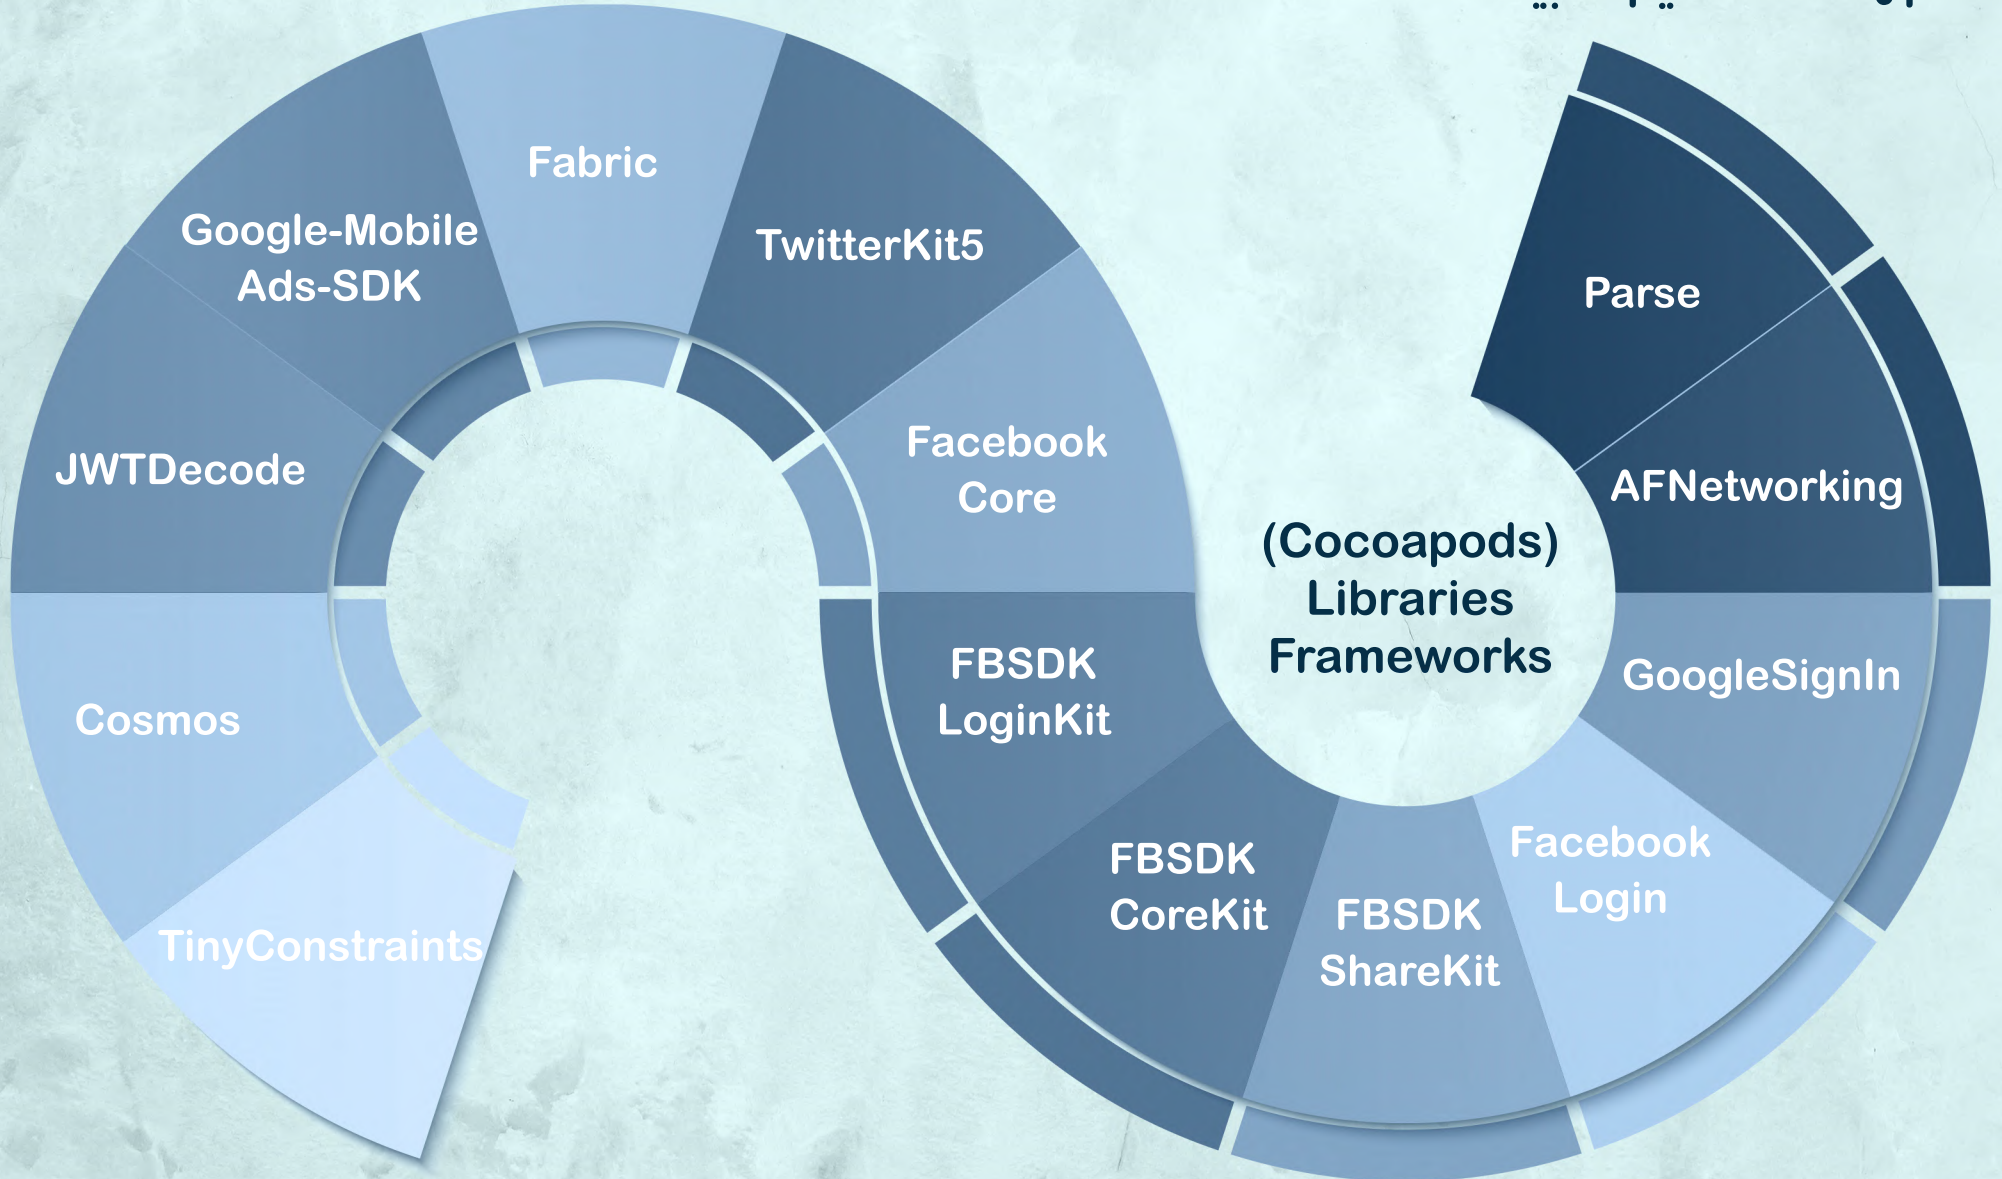 Fabric
Google-Mobile
Ads-SDK
TwitterKit5
Parse
JWTDecode
Facebook
Core
AFNetworking
(Cocoapods)
Libraries
Frameworks
FBSDK
LoginKit
GoogleSignIn
Cosmos
FBSDK
CoreKit
FBSDK
ShareKit
Facebook
Login
TinyConstraints